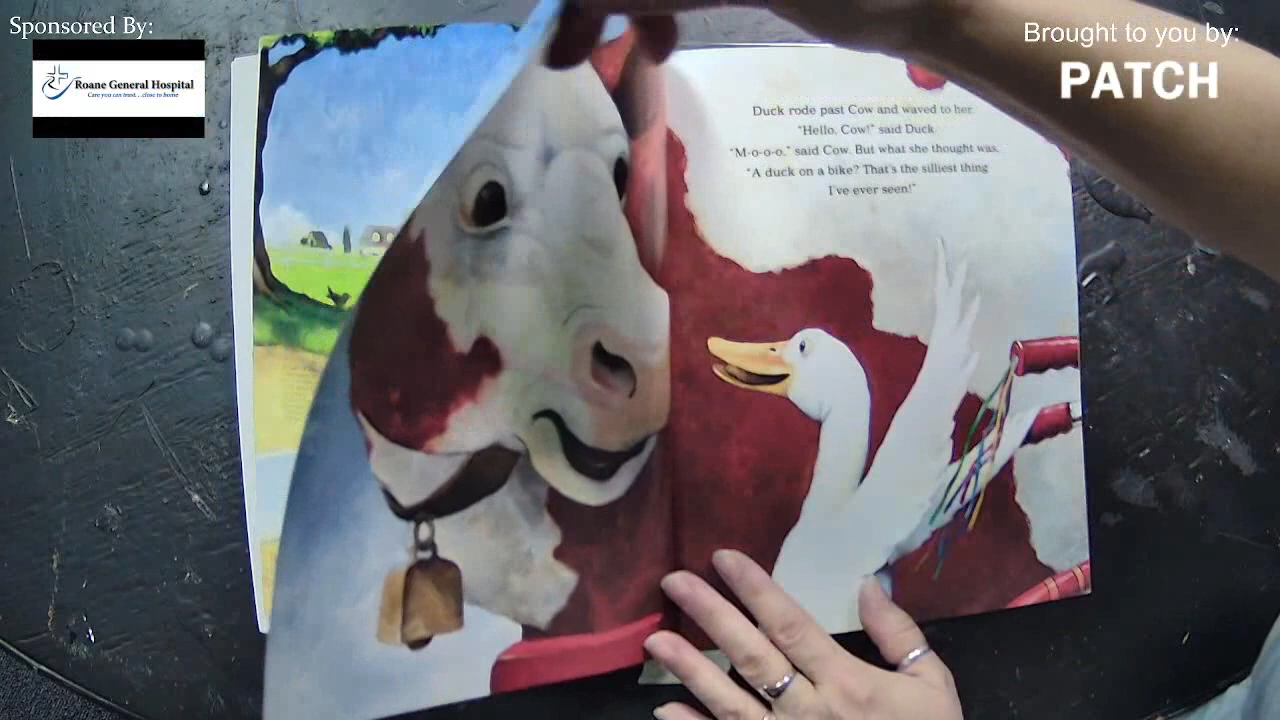 Sponsored By:
Roane General Hospital
Care you can trust. . .close to home
Brought to you by:
PATCH
Duck rode past Cow and waved to her.
"Hello, Cow!" said Duck.
"M-o-o-o," said Cow. But what she thought was,
"A duck on a bike? That's the silliest thing
I've ever seen!"